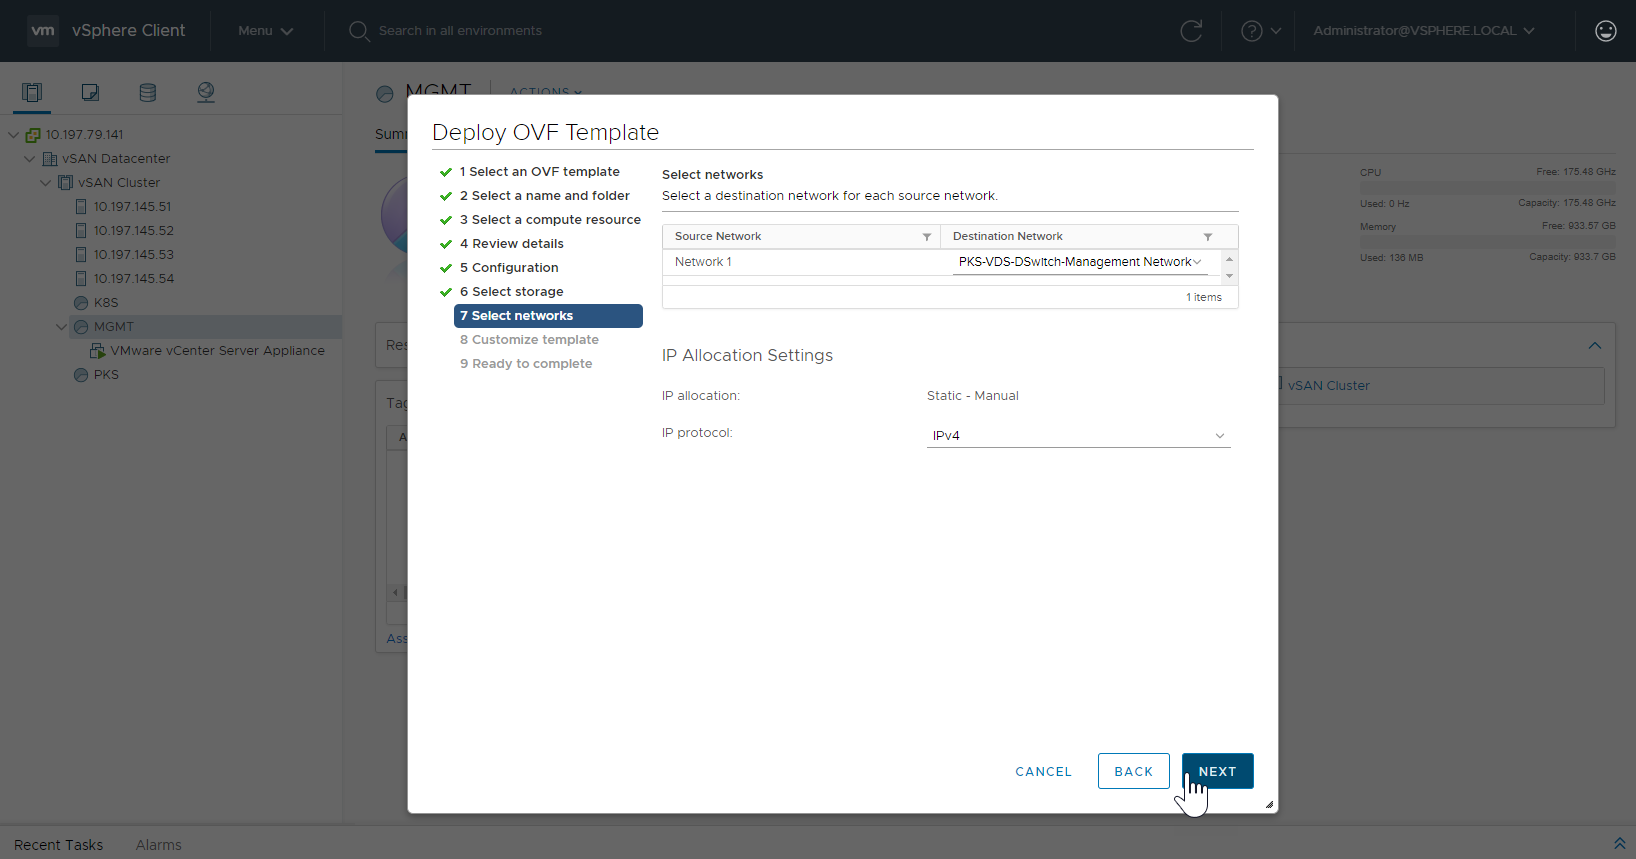 vm vSphere Client Menu Search in all environments Administrator@VSPHERE.LOCAL
MGMT ACTIONS
10.197.79.141
vSAN Datacenter
vSAN Cluster
10.197.145.51
10.197.145.52
10.197.145.53
10.197.145.54
K8S
MGMT
VMware vCenter Server Appliance
PKS
Deploy OVF Template
1 Select an OVF template
2 Select a name and folder
3 Select a compute resource
4 Review details
5 Configuration
6 Select storage
7 Select networks
8 Customize template
9 Ready to complete
Select networks
Select a destination network for each source network.
Source Network Destination Network
Network 1 PKS-VDS-DSwitch-Management Network
1 items
IP Allocation Settings
IP allocation: Static - Manual
IP protocol: IPv4
CANCEL BACK NEXT
CPU Free: 175.48 GHz
Used: 0 Hz Capacity: 175.48 GHz
Memory Free: 933.57 GB
Used: 136 MB Capacity: 933.7 GB
vSAN Cluster
Recent Tasks Alarms